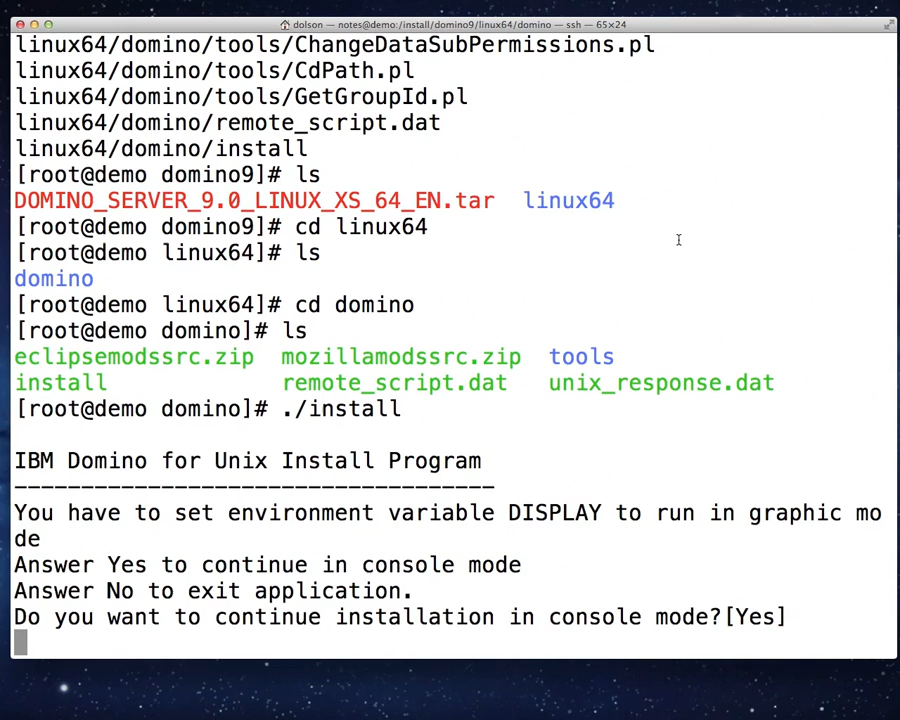 dolson — notes@demo:/install/domino9/linux64/domino — ssh — 65×24
linux64/domino/tools/ChangeDataSubPermissions.pl
linux64/domino/tools/CdPath.pl
linux64/domino/tools/GetGroupId.pl
linux64/domino/remote_script.dat
linux64/domino/install
[root@demo domino9]# ls
DOMINO_SERVER_9.0_LINUX_XS_64_EN.tar  linux64
[root@demo domino9]# cd linux64
[root@demo linux64]# ls
domino
[root@demo linux64]# cd domino
[root@demo domino]# ls
eclipsemodssrc.zip  mozillamodssrc.zip  tools
install             remote_script.dat   unix_response.dat
[root@demo domino]# ./install
IBM Domino for Unix Install Program
------------------------------------
You have to set environment variable DISPLAY to run in graphic mo
de
Answer Yes to continue in console mode
Answer No to exit application.
Do you want to continue installation in console mode?[Yes]